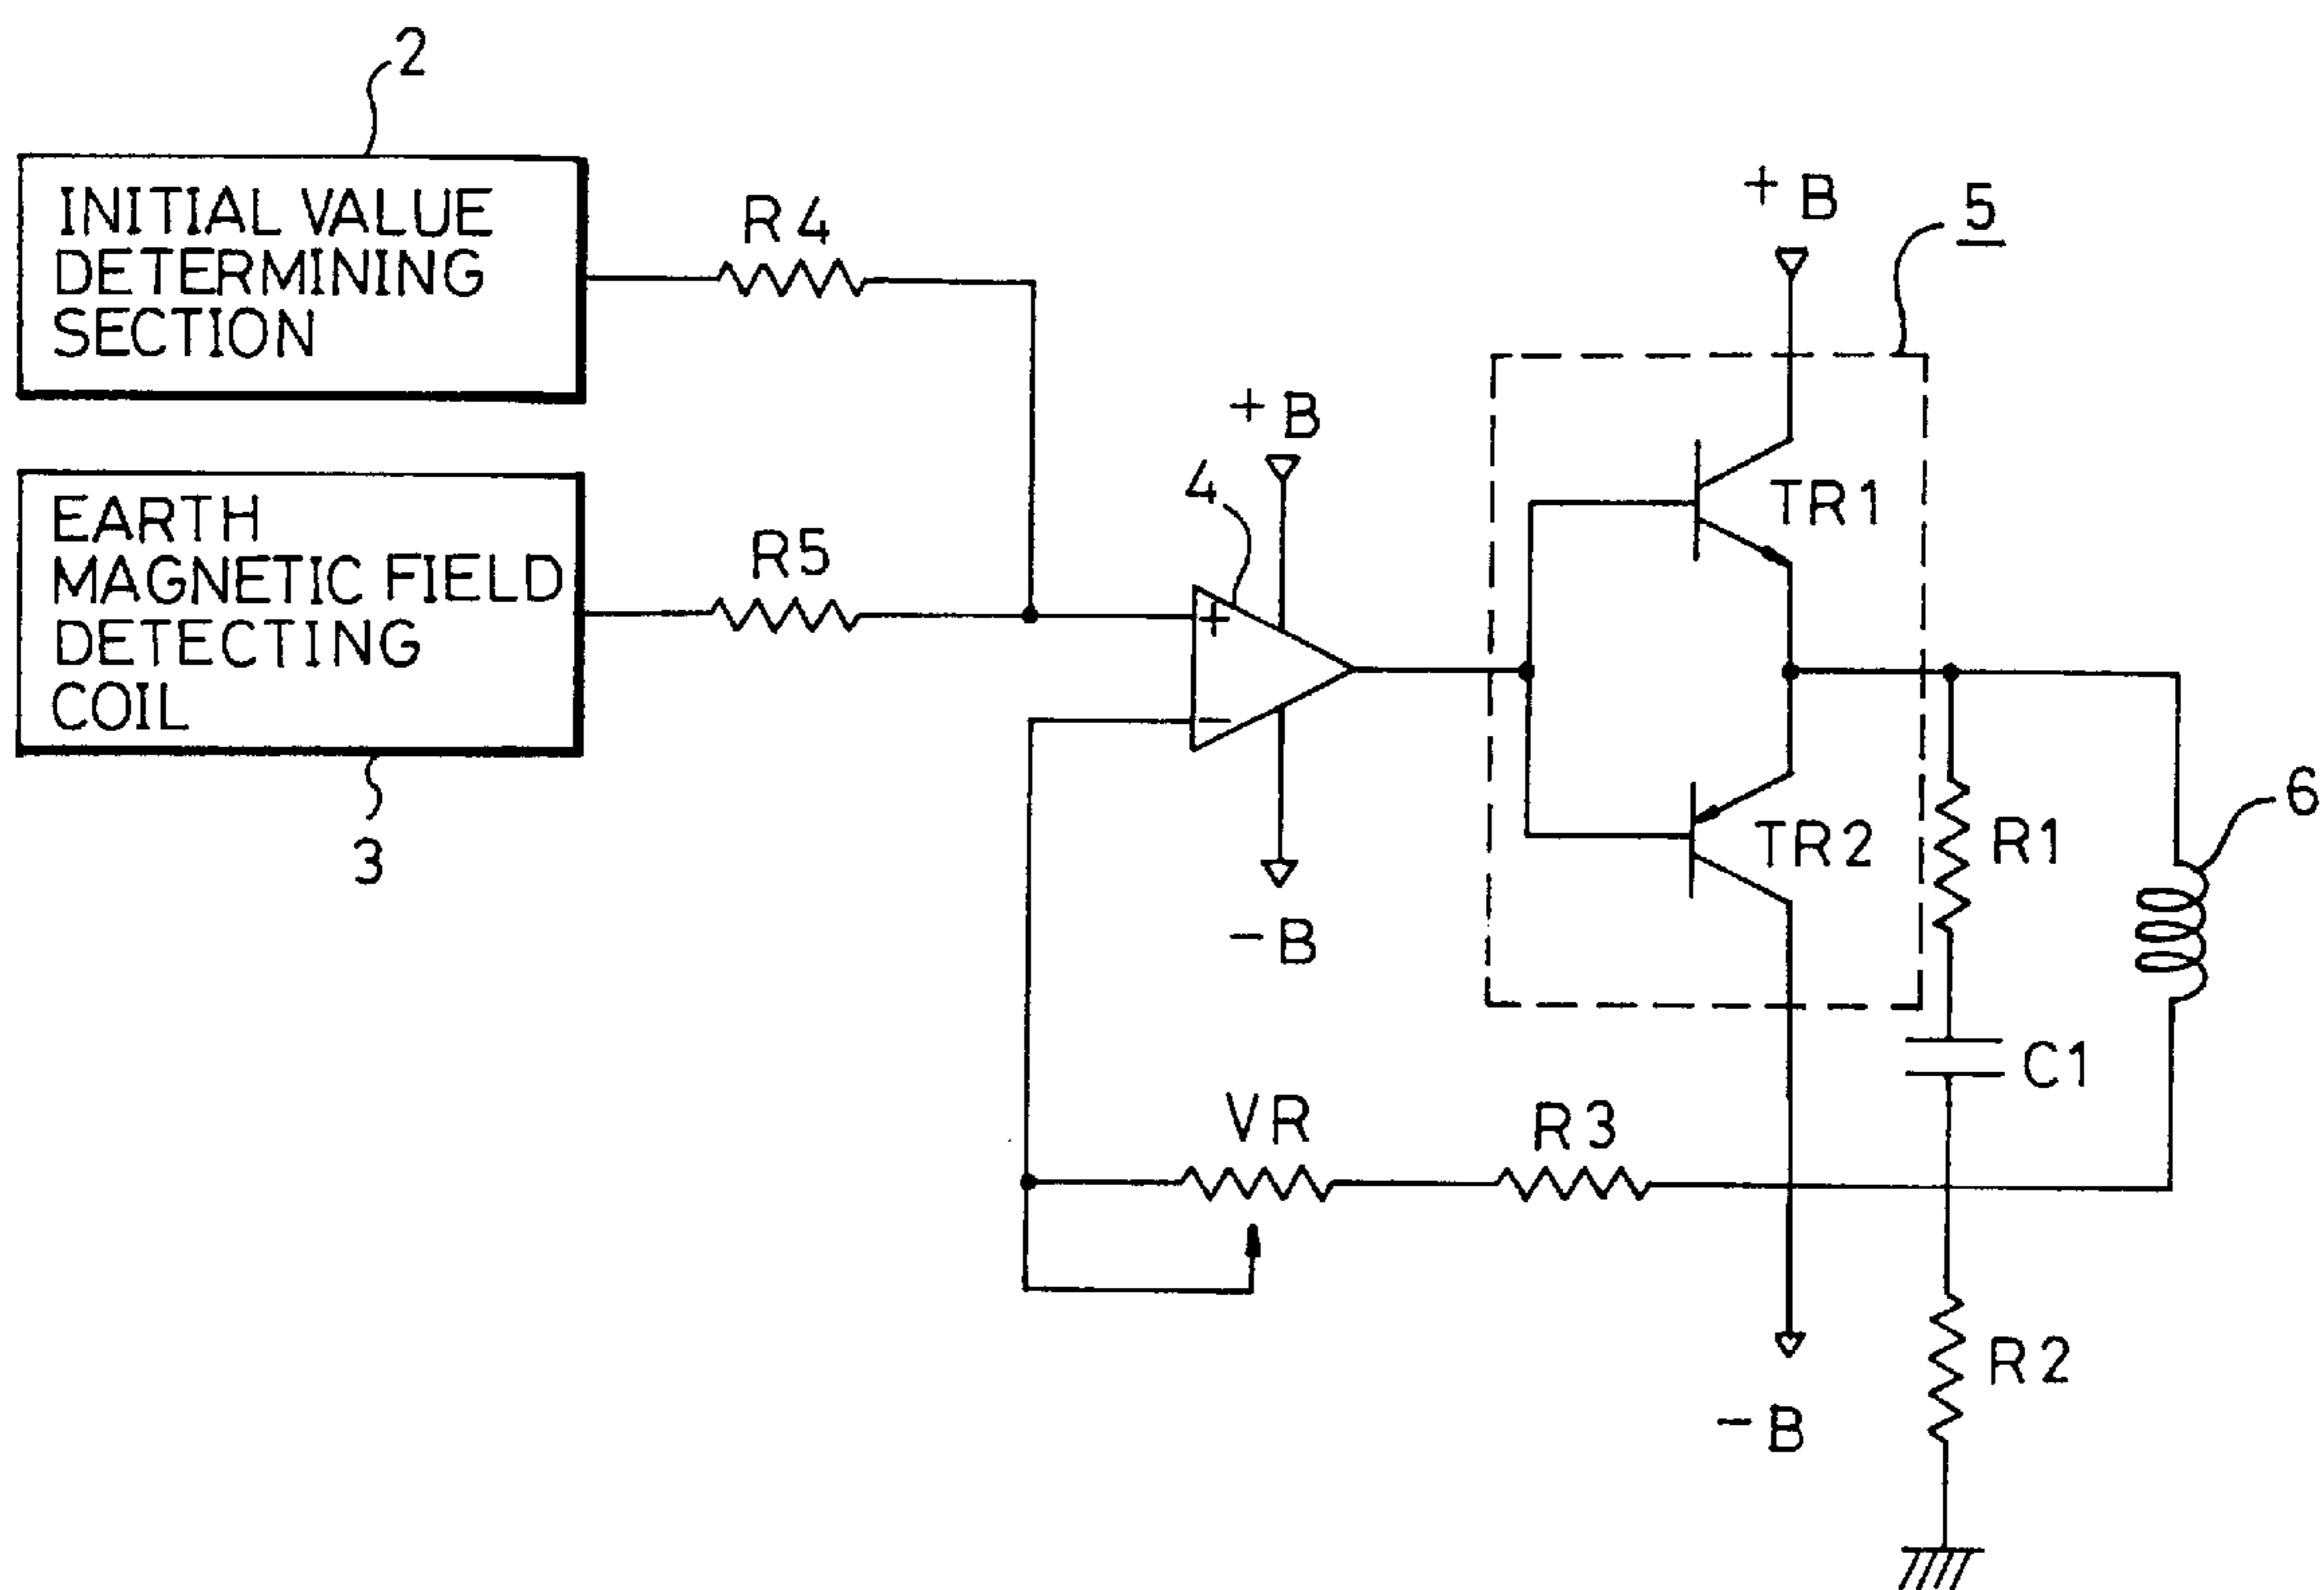 2
INITIAL VALUE
DETERMINING
SECTION
R4
+B
5
EARTH
MAGNETIC FIELD
DETECTING
COIL
3
R5
+B
4
+
−
−B
TR1
TR2
R1
6
C1
VR
R3
−B
R2